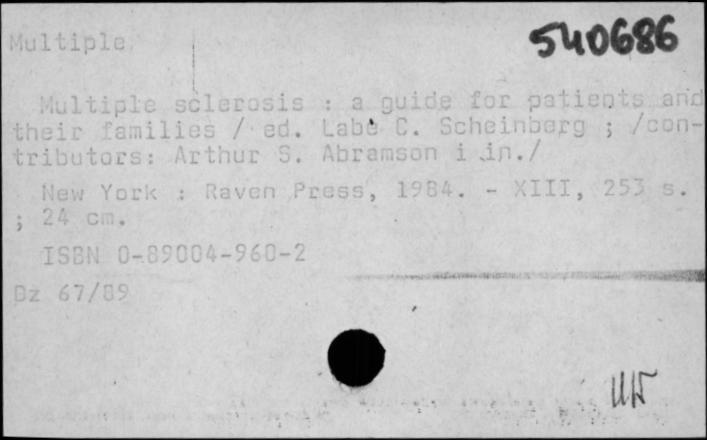 540686
Multiple
Multiple sclerosis : a guide for patients and
their families / ed. Labe C. Scheinberg ; /con-
tributors: Arthur S. Abramson i in./
New York : Raven Press, 1984. - XIII, 253 s.
; 24 cm.
ISBN 0-89004-960-2
Dz 67/89